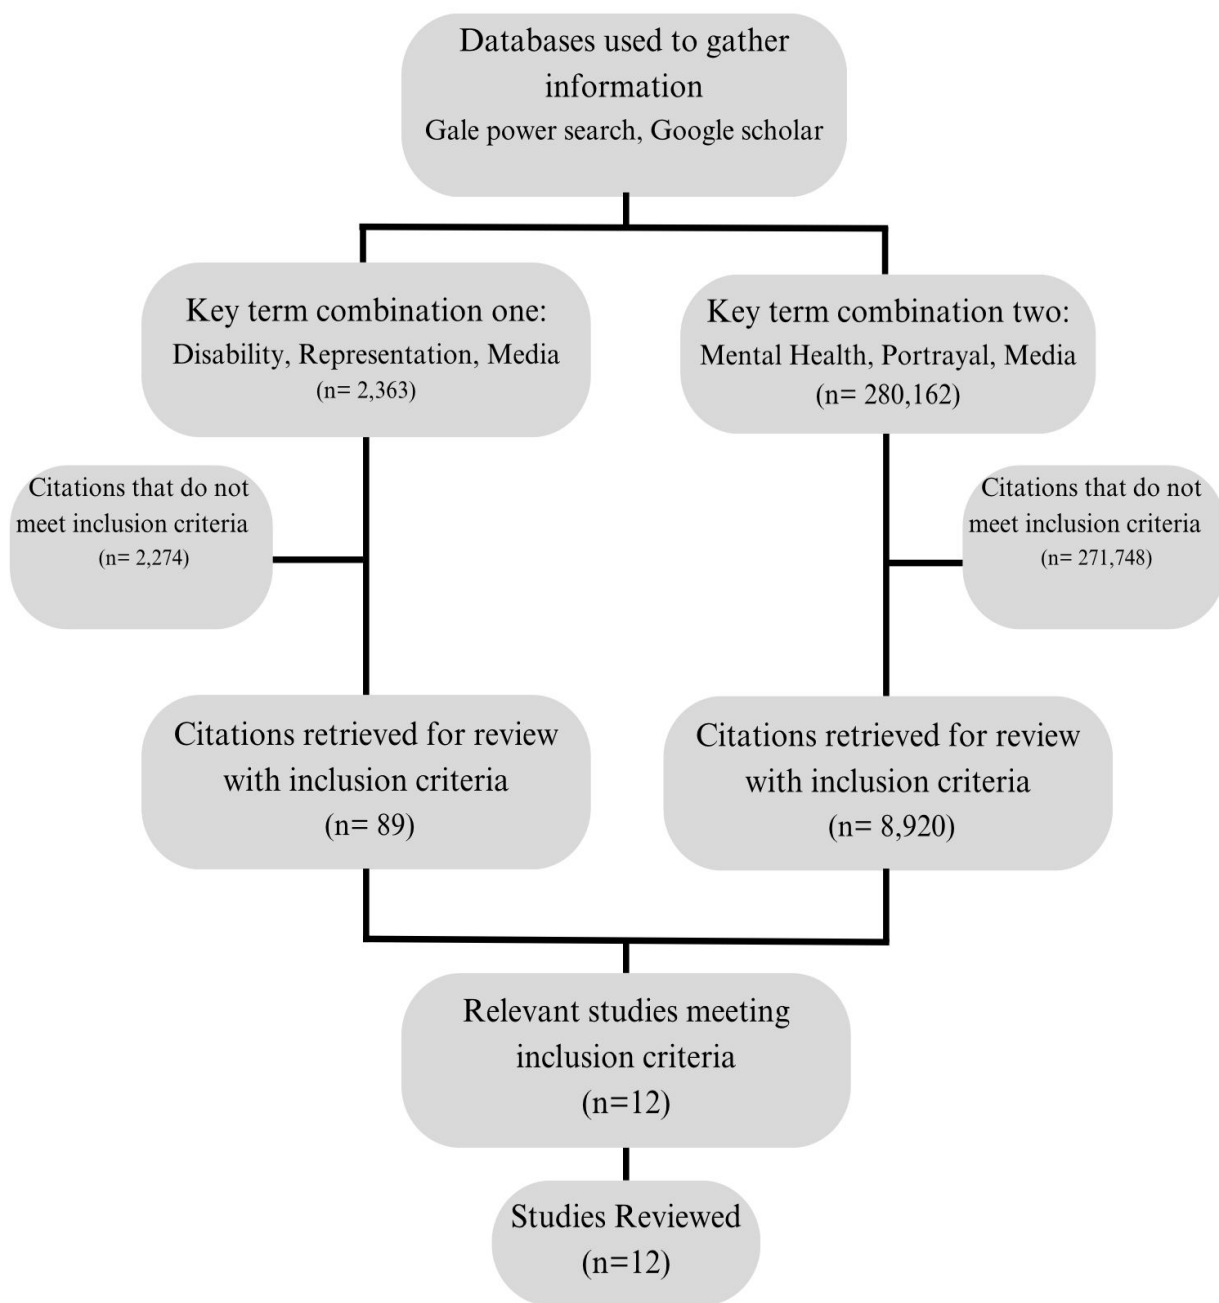 Databases used to gather
information
Gale power search, Google scholar
Key term combination one:
Disability, Representation, Media
(n= 2,363)
Key term combination two:
Mental Health, Portrayal, Media
(n= 280,162)
Citations that do not
meet inclusion criteria
(n= 2,274)
Citations that do not
meet inclusion criteria
(n= 271,748)
Citations retrieved for review
with inclusion criteria
(n= 89)
Citations retrieved for review
with inclusion criteria
(n= 8,920)
Relevant studies meeting
inclusion criteria
(n=12)
Studies Reviewed
(n=12)